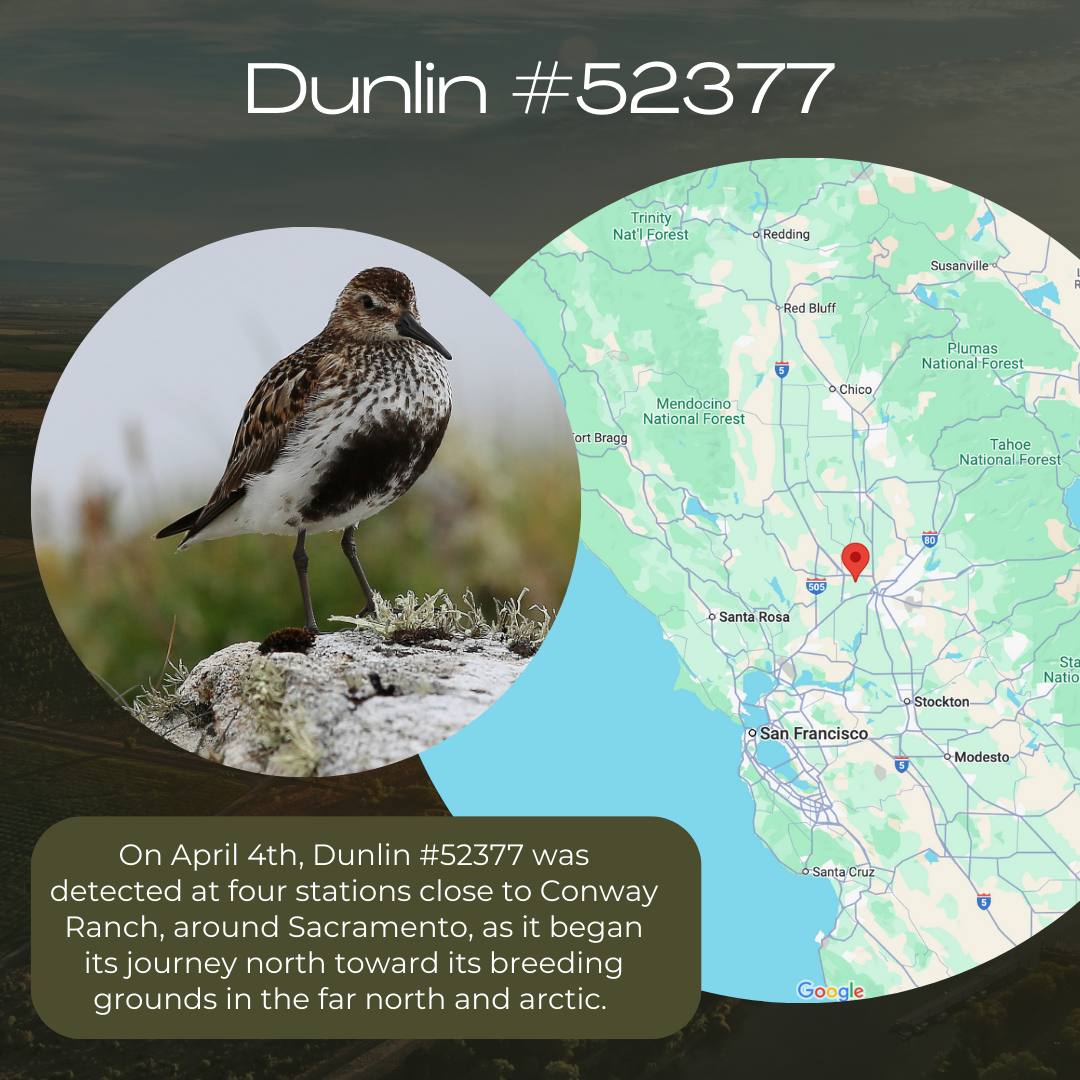 Dunlin #52377
Trinity
Nat'l Forest
Redding
Susanville
Red Bluff
Plumas
National Forest
5
Chico
Mendocino
National Forest
ort Bragg
Tahoe
National Forest
80
505
Santa Rosa
Sta
Natio
Stockton
San Francisco
Modesto
5
Santa Cruz
5
Google
On April 4th, Dunlin #52377 was
detected at four stations close to Conway
Ranch, around Sacramento, as it began
its journey north toward its breeding
grounds in the far north and arctic.